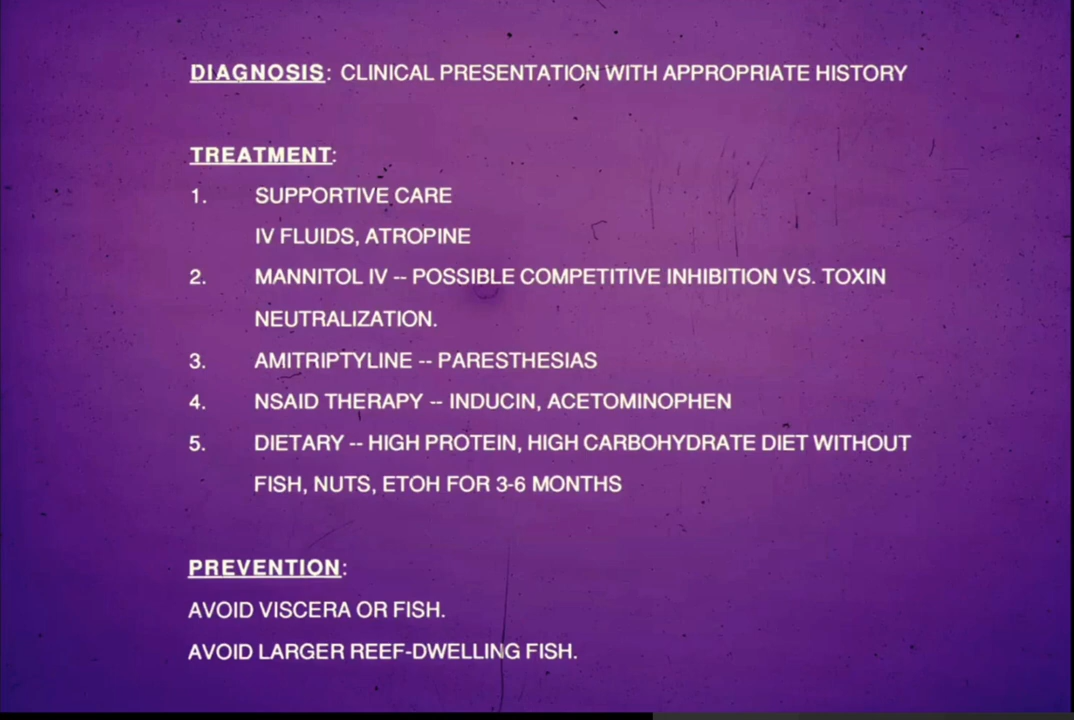 DIAGNOSIS: CLINICAL PRESENTATION WITH APPROPRIATE HISTORY
TREATMENT:
1. SUPPORTIVE CARE
IV FLUIDS, ATROPINE
2. MANNITOL IV -- POSSIBLE COMPETITIVE INHIBITION VS. TOXIN
NEUTRALIZATION.
3. AMITRIPTYLINE -- PARESTHESIAS
4. NSAID THERAPY -- INDUCIN, ACETOMINOPHEN
5. DIETARY -- HIGH PROTEIN, HIGH CARBOHYDRATE DIET WITHOUT
FISH, NUTS, ETOH FOR 3-6 MONTHS
PREVENTION:
AVOID VISCERA OR FISH.
AVOID LARGER REEF-DWELLING FISH.